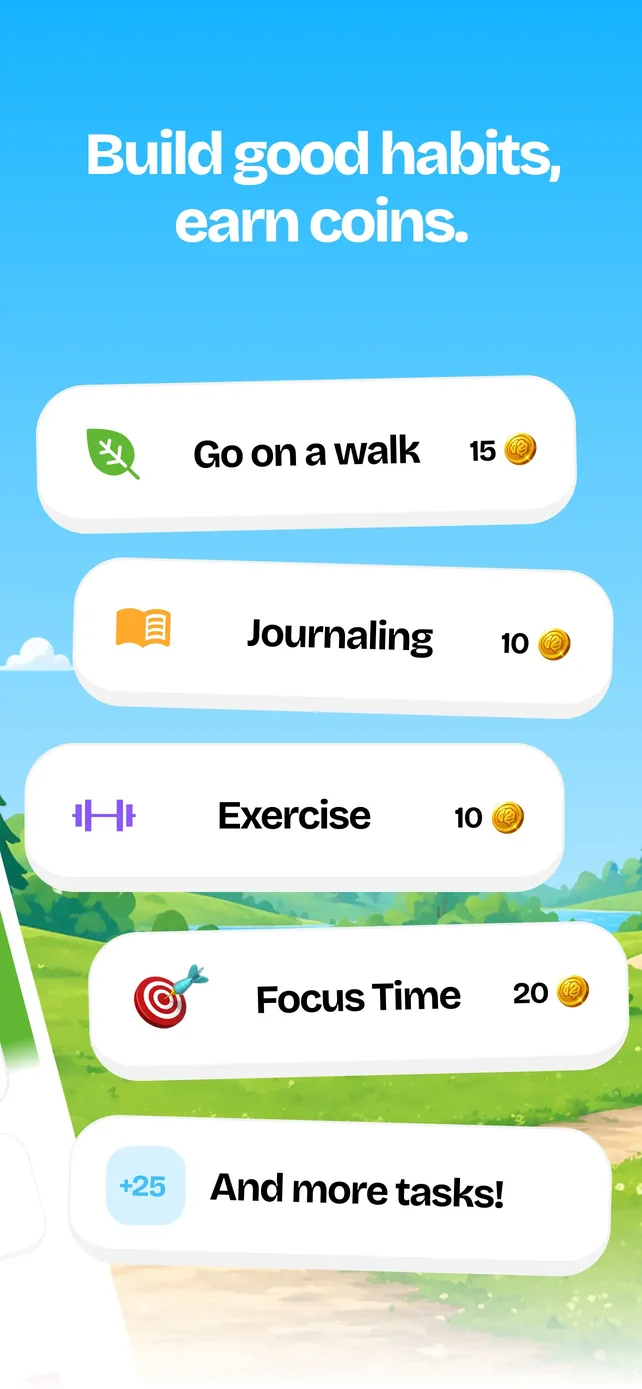 Build good habits,
earn coins.
Go on a walk 15
Journaling 10
Exercise 10
Focus Time 20
+25 And more tasks!